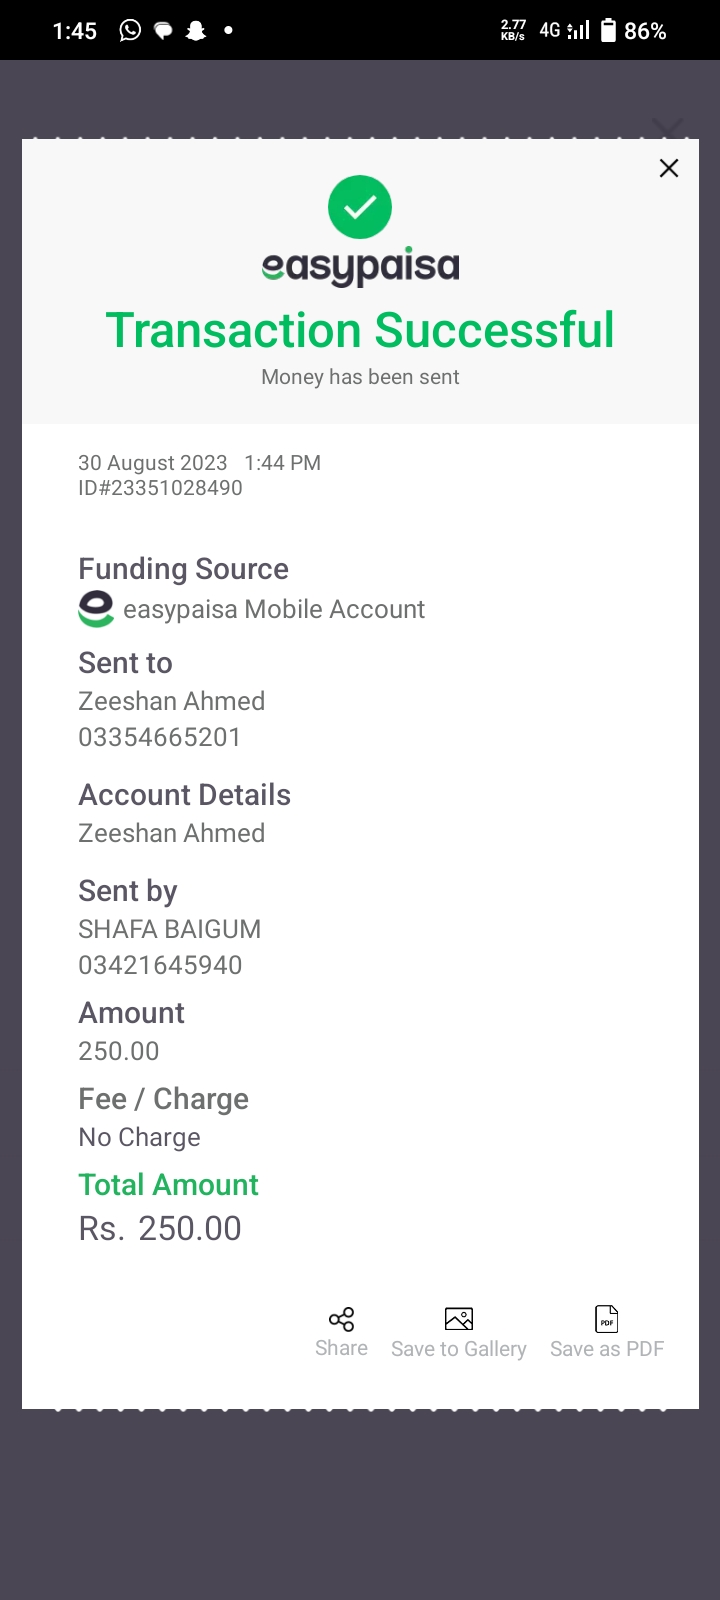 1:45
2.77
KB/s
4G
86%
easypaisa
Transaction Successful
Money has been sent
30 August 2023 1:44 PM
ID#23351028490
Funding Source
easypaisa Mobile Account
Sent to
Zeeshan Ahmed
03354665201
Account Details
Zeeshan Ahmed
Sent by
SHAFA BAIGUM
03421645940
Amount
250.00
Fee / Charge
No Charge
Total Amount
Rs. 250.00
Share
Save to Gallery
PDF
Save as PDF